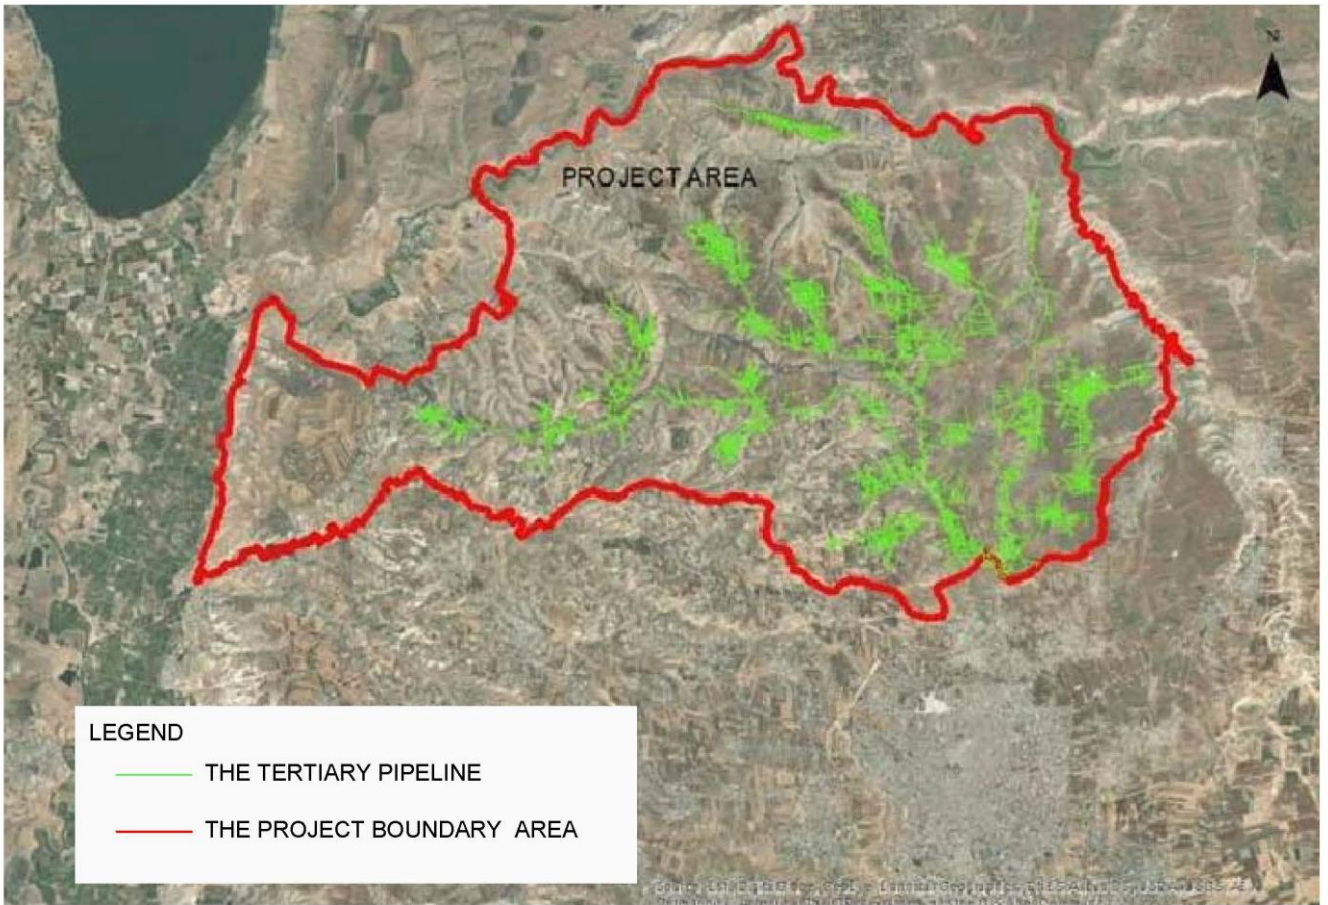 N
PROJECT AREA
LEGEND
THE TERTIARY PIPELINE
THE PROJECT BOUNDARY AREA